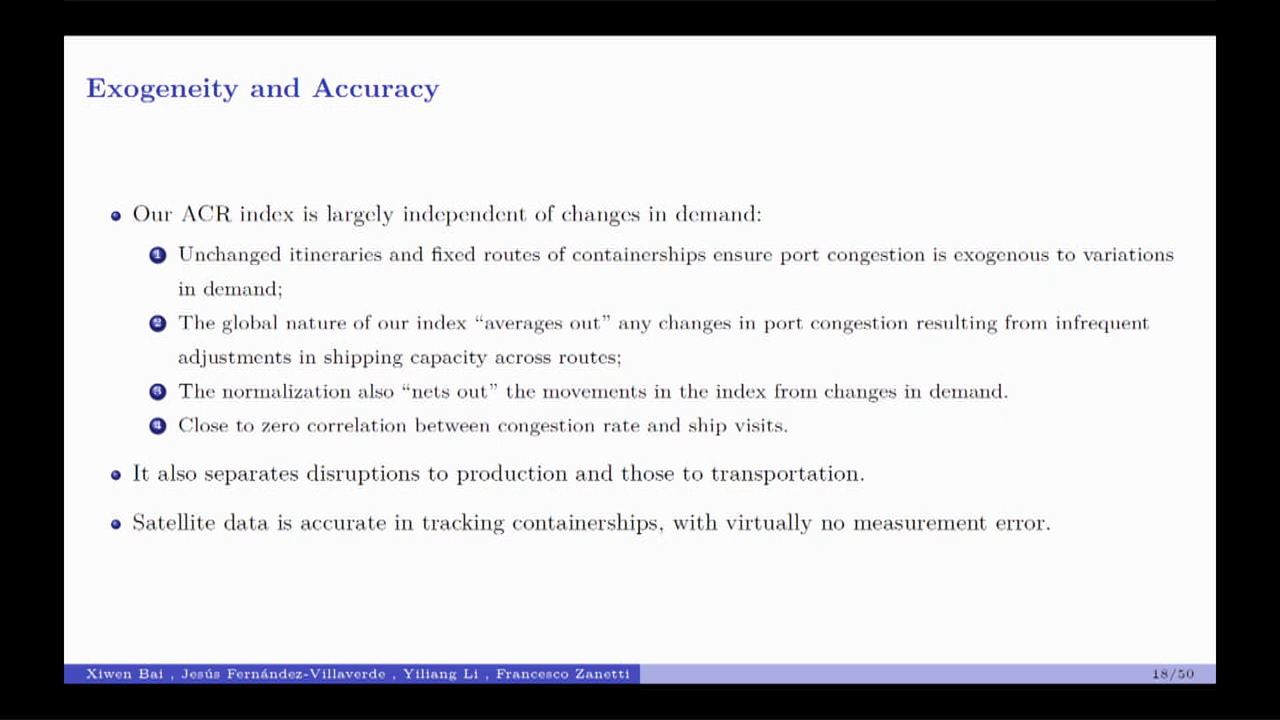 Exogeneity and Accuracy
Our ACR index is largely independent of changes in demand:
1 Unchanged itineraries and fixed routes of containerships ensure port congestion is exogenous to variations
in demand;
2 The global nature of our index “averages out” any changes in port congestion resulting from infrequent
adjustments in shipping capacity across routes;
3 The normalization also “nets out” the movements in the index from changes in demand.
4 Close to zero correlation between congestion rate and ship visits.
It also separates disruptions to production and those to transportation.
Satellite data is accurate in tracking containerships, with virtually no measurement error.
Xiwen Bai , Jesús Fernández-Villaverde , Yiliang Li , Francesco Zanetti
18/50